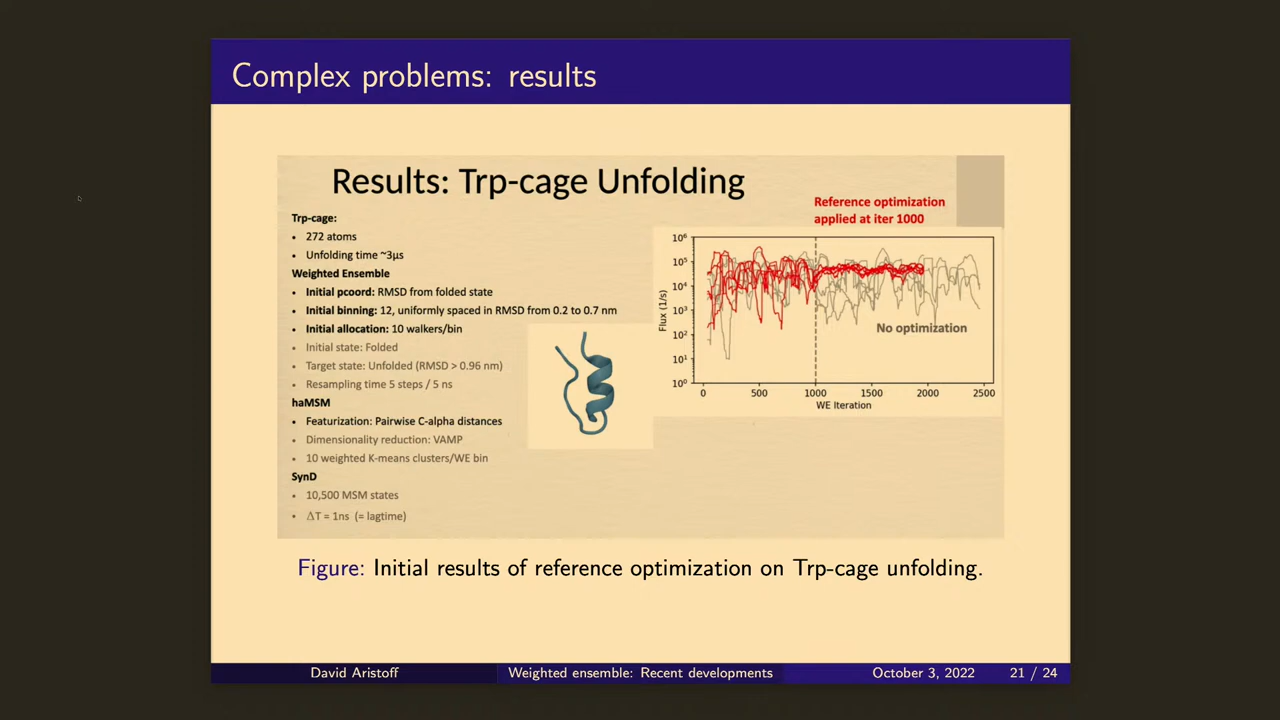 Complex problems: results
Results: Trp-cage Unfolding
Trp-cage:
• 272 atoms
• Unfolding time ~3μs
Weighted Ensemble
• Initial pcoord: RMSD from folded state
• Initial binning: 12, uniformly spaced in RMSD from 0.2 to 0.7 nm
• Initial allocation: 10 walkers/bin
• Initial state: Folded
• Target state: Unfolded (RMSD > 0.96 nm)
• Resampling time 5 steps / 5 ns
haMSM
• Featurization: Pairwise C-alpha distances
• Dimensionality reduction: VAMP
• 10 weighted K-means clusters/WE bin
SynD
• 10,500 MSM states
• ΔT = 1ns (= lagtime)
Reference optimization
applied at iter 1000
10⁶
10⁵
10⁴
10³
10²
10¹
10⁰
Flux (1/s)
No optimization
0 500 1000 1500 2000 2500
WE Iteration
Figure: Initial results of reference optimization on Trp-cage unfolding.
David Aristoff Weighted ensemble: Recent developments October 3, 2022 21 / 24